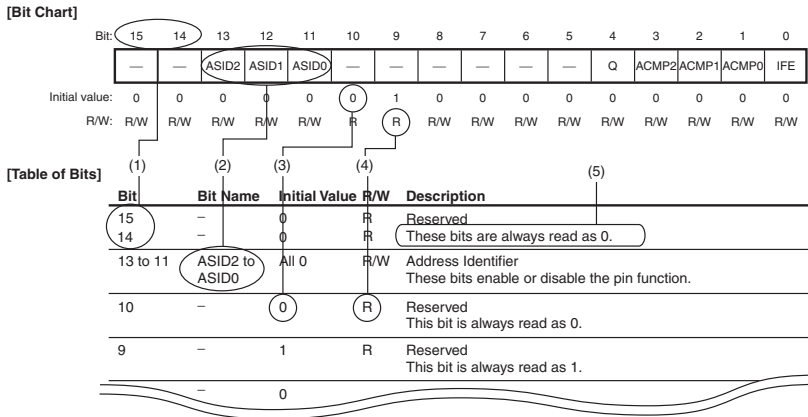 [Bit Chart]
Bit: 15 14 13 12 11 10 9 8 7 6 5 4 3 2 1 0
— — ASID2 ASID1 ASID0 — — — — — — Q ACMP2 ACMP1 ACMP0 IFE
Initial value: 0 0 0 0 0 0 1 0 0 0 0 0 0 0 0 0
R/W: R/W R/W R/W R/W R/W R R R/W R/W R/W R/W R/W R/W R/W R/W R/W
(1) (2) (3) (4) (5)
[Table of Bits]
Bit Bit Name Initial Value R/W Description
15 – 0 R Reserved
14 – 0 R These bits are always read as 0.
13 to 11 ASID2 to All 0 R/W Address Identifier
ASID0 These bits enable or disable the pin function.
10 – 0 R Reserved
This bit is always read as 0.
9 – 1 R Reserved
This bit is always read as 1.
– 0